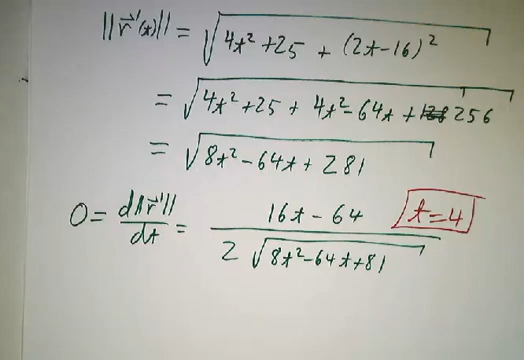 ||r⃗'(t)|| = √(4t² + 25 + (2t - 16)²)
= √(4t² + 25 + 4t² - 64t + 256)
= √(8t² - 64t + 281)
0 = d||r⃗'||/dt = (16t - 64)/(2√(8t² - 64t + 81)) t = 4